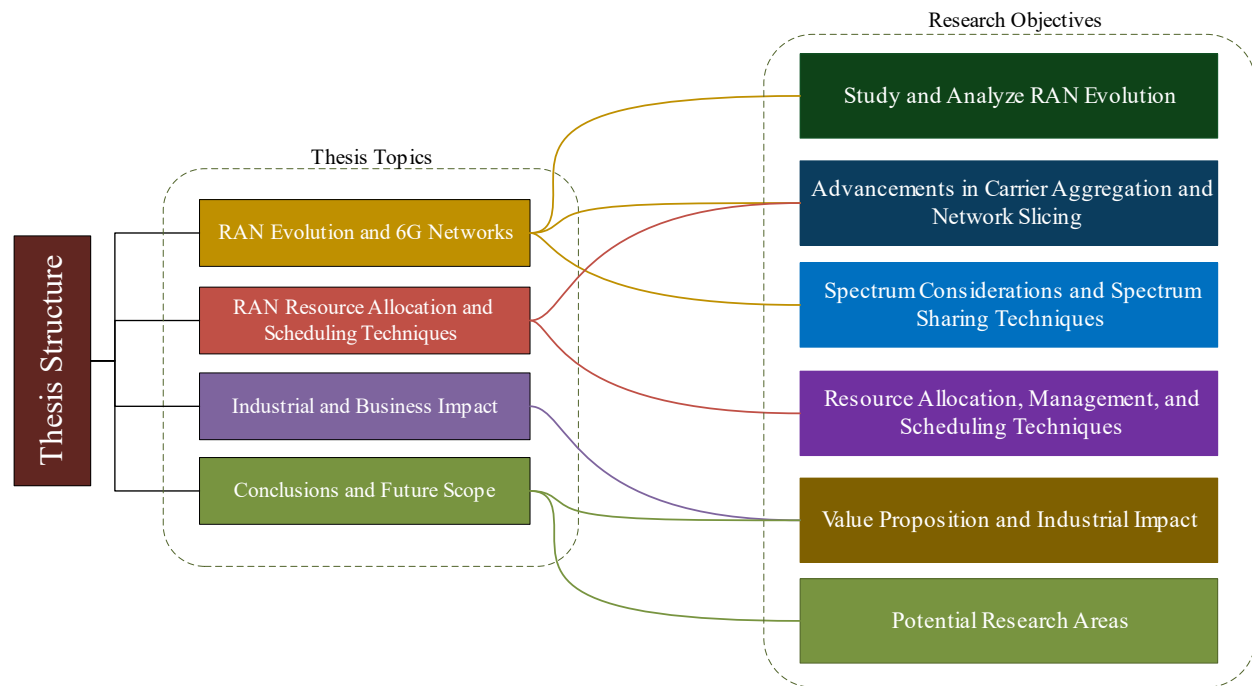 Research Objectives
Study and Analyze RAN Evolution
Thesis Topics
Advancements in Carrier Aggregation and
Network Slicing
RAN Evolution and 6G Networks
Thesis Structure
Spectrum Considerations and Spectrum
Sharing Techniques
RAN Resource Allocation and
Scheduling Techniques
Industrial and Business Impact
Resource Allocation, Management, and
Scheduling Techniques
Conclusions and Future Scope
Value Proposition and Industrial Impact
Potential Research Areas